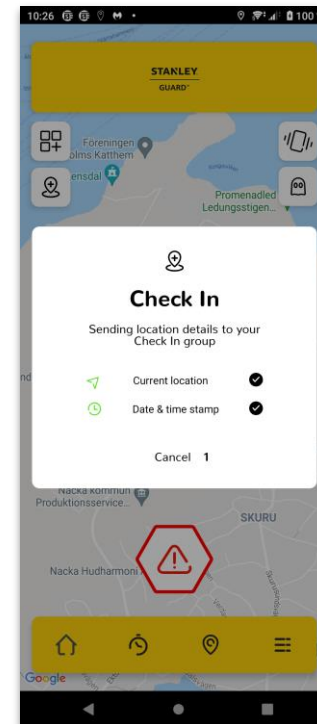 10:26
100
STANLEY
GUARD
Föreningen
olms Katthem
ensdal
Promenadled
Ledungsstigen...
Check In
Sending location details to your
Check In group
Current location
Date & time stamp
Cancel 1
Nacka kommun
Produktionsservice...
SKURU
Nacka Hudharmoni
Google